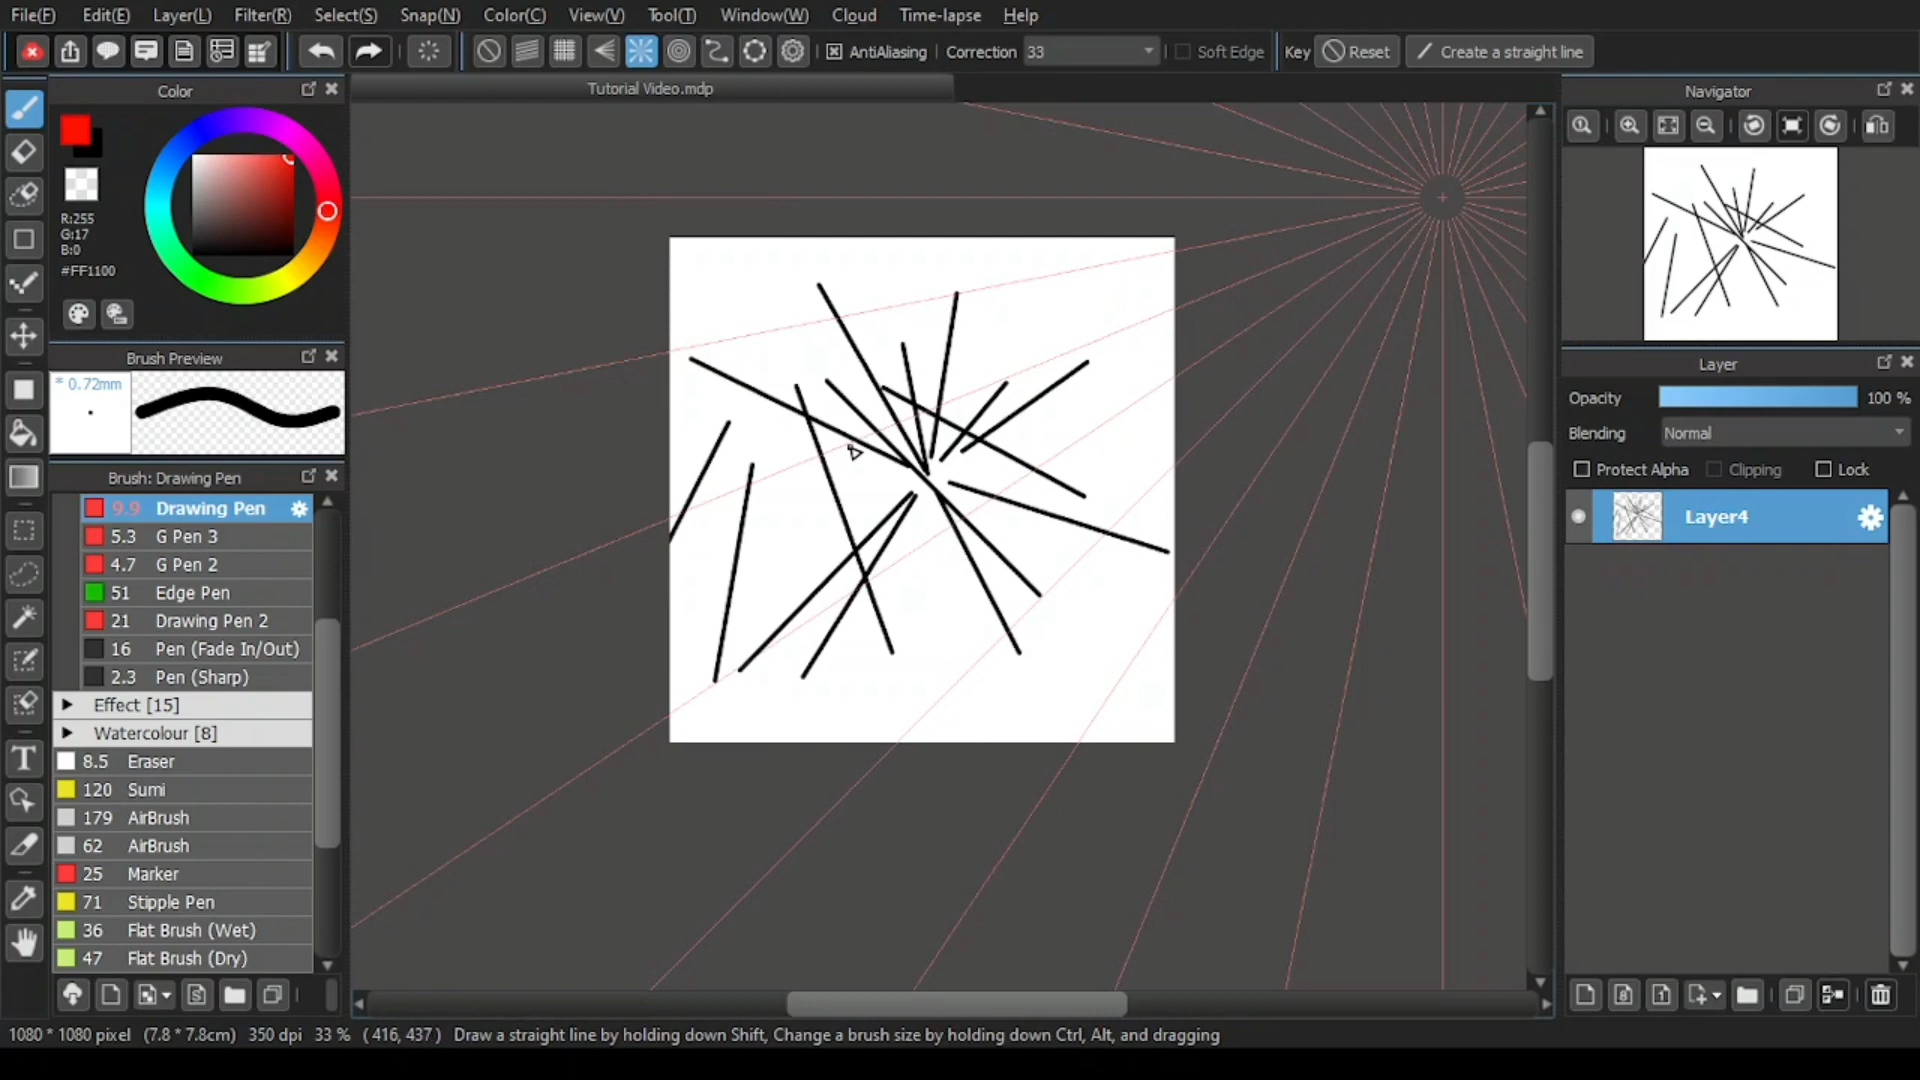 File(F) Edit(E) Layer(L) Filter(R) Select(S) Snap(N) Color(C) View(V) Tool(T) Window(W) Cloud Time-lapse Help
AntiAliasing Correction 33 Soft Edge Key Reset Create a straight line
Color
Tutorial Video.mdp
Navigator
R:255
G:17
B:0
#FF1100
Brush Preview
* 0.72mm
Brush: Drawing Pen
9.9 Drawing Pen
5.3 G Pen 3
4.7 G Pen 2
51 Edge Pen
21 Drawing Pen 2
16 Pen (Fade In/Out)
2.3 Pen (Sharp)
Effect [15]
Watercolour [8]
8.5 Eraser
120 Sumi
179 AirBrush
62 AirBrush
25 Marker
71 Stipple Pen
36 Flat Brush (Wet)
47 Flat Brush (Dry)
Layer
Opacity 100 %
Blending Normal
Protect Alpha Clipping Lock
Layer4
1080 * 1080 pixel (7.8 * 7.8cm) 350 dpi 33 % ( 416, 437 ) Draw a straight line by holding down Shift, Change a brush size by holding down Ctrl, Alt, and dragging